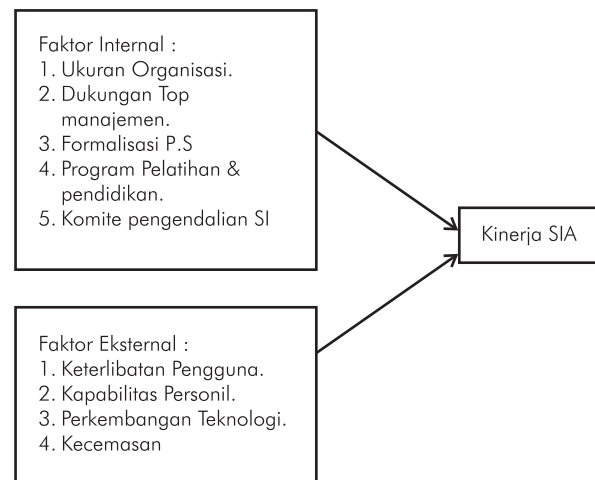 Faktor Internal :
1. Ukuran Organisasi.
2. Dukungan Top
manajemen.
3. Formalisasi P.S
4. Program Pelatihan &
pendidikan.
5. Komite pengendalian SI
Kinerja SIA
Faktor Eksternal :
1. Keterlibatan Pengguna.
2. Kapabilitas Personil.
3. Perkembangan Teknologi.
4. Kecemasan